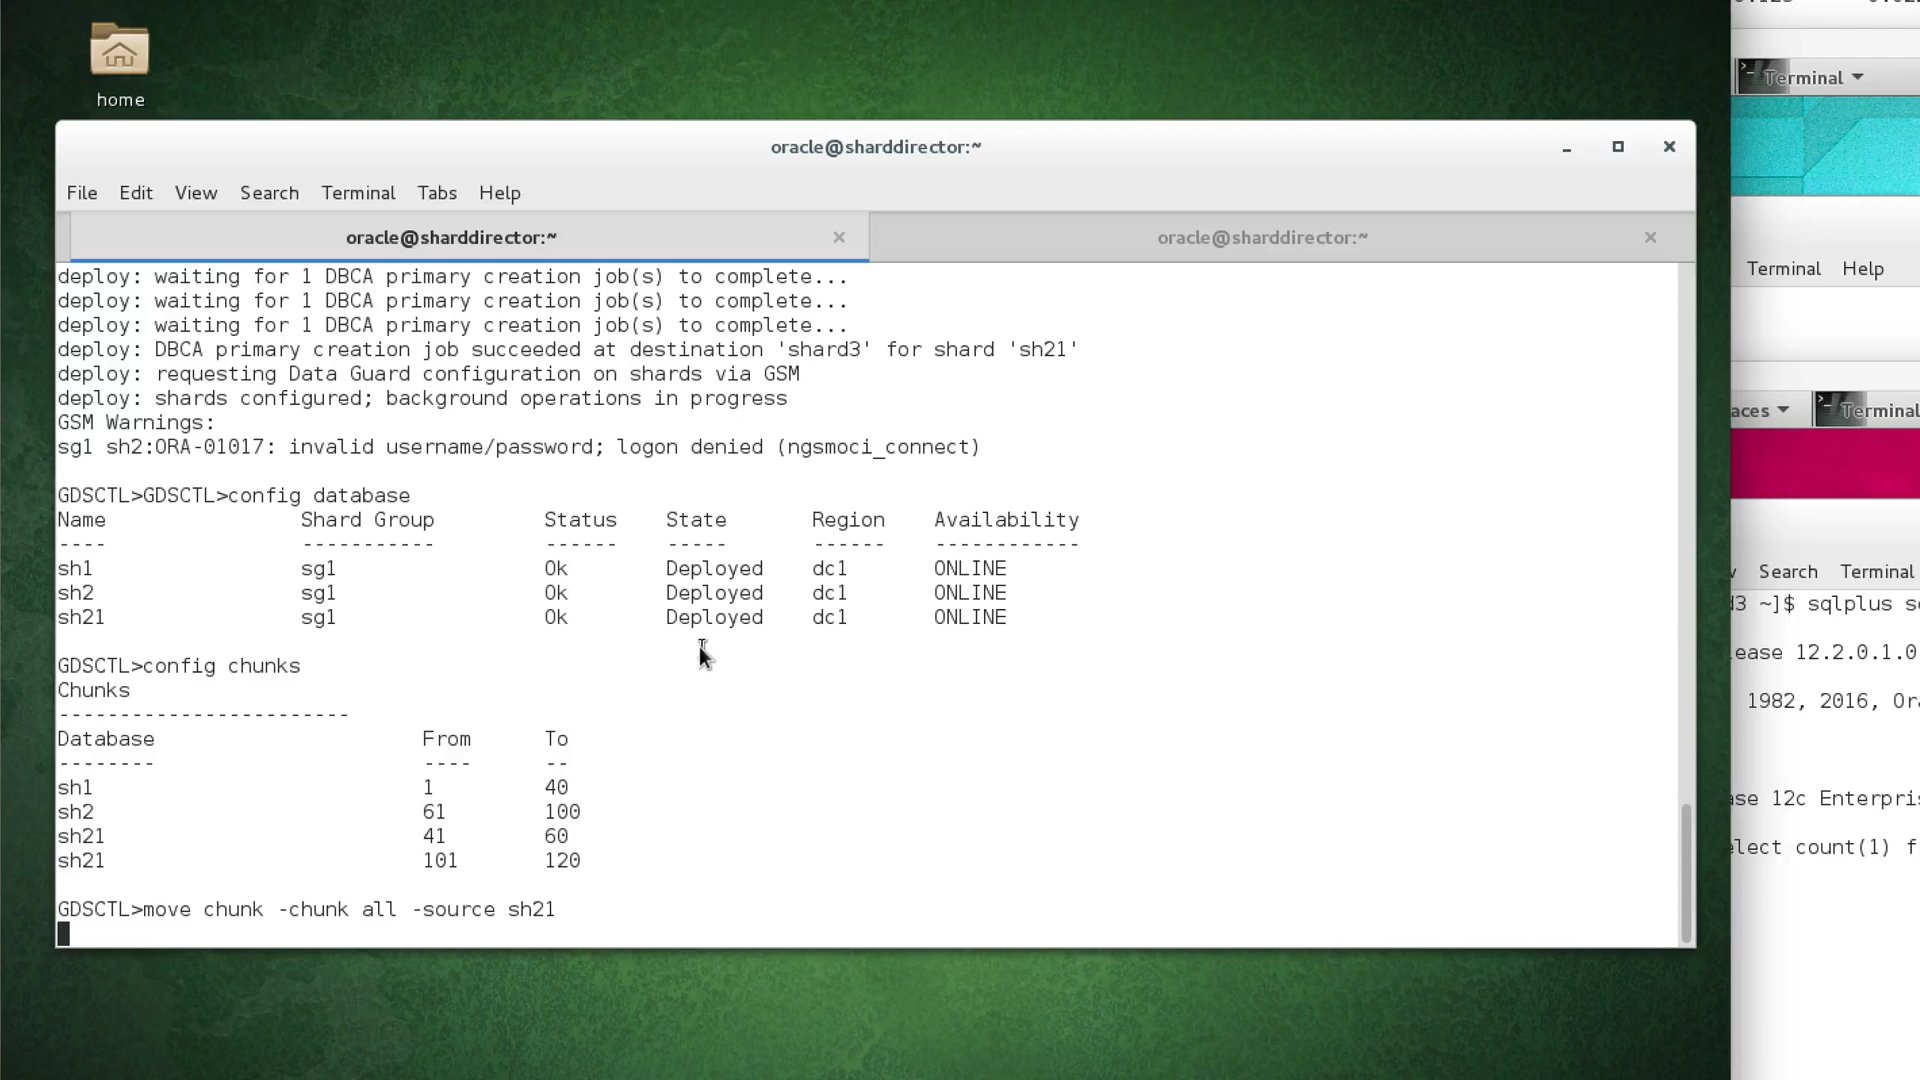 home
oracle@sharddirector:~
File Edit View Search Terminal Tabs Help
oracle@sharddirector:~
oracle@sharddirector:~
deploy: waiting for 1 DBCA primary creation job(s) to complete...
deploy: waiting for 1 DBCA primary creation job(s) to complete...
deploy: waiting for 1 DBCA primary creation job(s) to complete...
deploy: DBCA primary creation job succeeded at destination 'shard3' for shard 'sh21'
deploy: requesting Data Guard configuration on shards via GSM
deploy: shards configured; background operations in progress
GSM Warnings:
sg1 sh2:ORA-01017: invalid username/password; logon denied (ngsmoci_connect)
GDSCTL>GDSCTL>config database
Name Shard Group Status State Region Availability
---- ----------- ------ ----- ------ ------------
sh1 sg1 Ok Deployed dc1 ONLINE
sh2 sg1 Ok Deployed dc1 ONLINE
sh21 sg1 Ok Deployed dc1 ONLINE
GDSCTL>config chunks
Chunks
------------------------
Database From To
-------- ---- --
sh1 1 40
sh2 61 100
sh21 41 60
sh21 101 120
GDSCTL>move chunk -chunk all -source sh21
Terminal
Terminal Help
aces Terminal
Search Terminal
~]$ sqlplus
ease 12.2.0.1.0
1982, 2016,
12c
count(1)